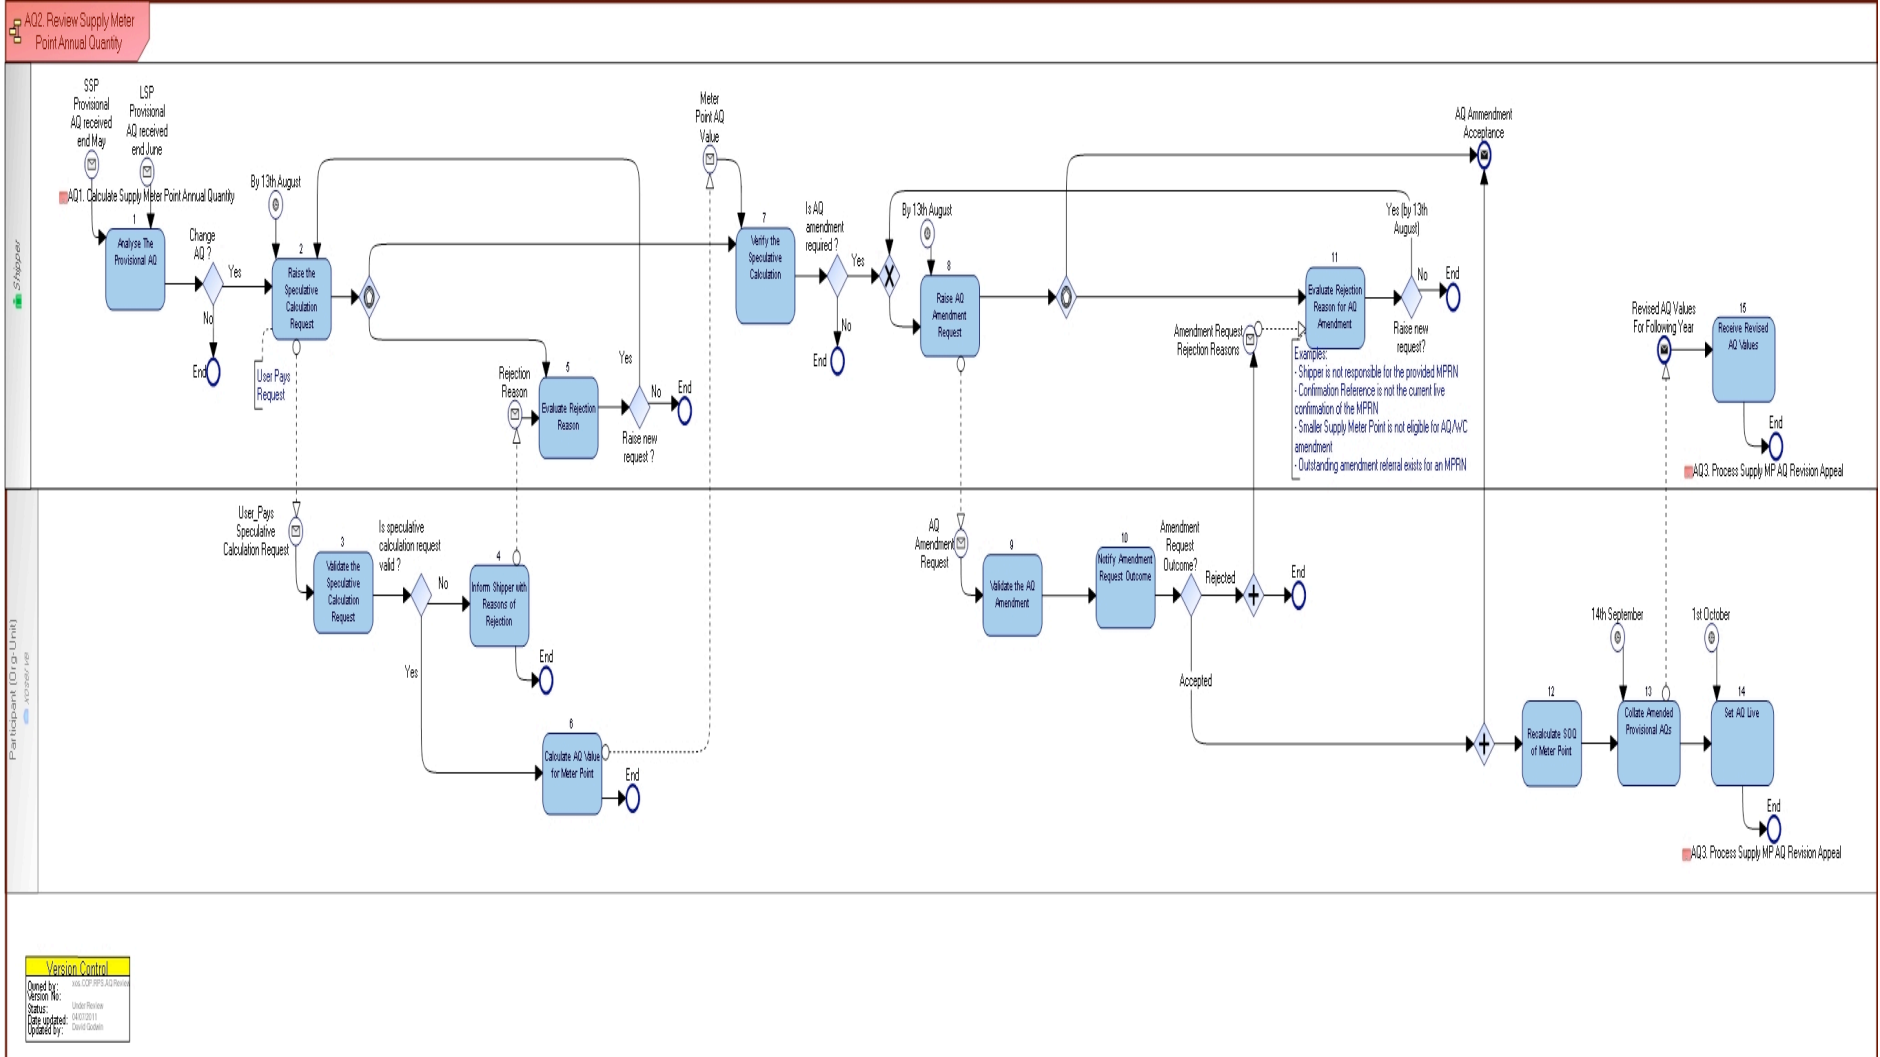 AQ2. Review Supply Meter
Point Annual Quantity
Shipper
SSP
Provisional
AQ received
end May
LSP
Provisional
AQ received
end June
AQ1. Calculate Supply Meter Point Annual Quantity
1
Analyse The
Provisional AQ
Change
AQ ?
Yes
No
End
By 13th August
2
Raise the
Speculative
Calculation
Request
User Pays
Request
Rejection
Reason
5
Evaluate Rejection
Reason
Yes
No
End
Raise new
request ?
Meter
Point AQ
Value
7
Verify the
Speculative
Calculation
Is AQ
amendment
required ?
Yes
No
End
By 13th August
8
Raise AQ
Amendment
Request
Amendment Request
Rejection Reasons
11
Evaluate Rejection
Reason for AQ
Amendment
Examples:
- Shipper is not responsible for the provided MPRN
- Confirmation Reference is not the current live
confirmation of the MPRN
- Smaller Supply Meter Point is not eligible for AQ/WC
amendment
- Outstanding amendment referral exists for an MPRN
Yes (by 13th
August)
No
End
Raise new
request?
AQ Ammendment
Acceptance
Revised AQ Values
For Following Year
15
Receive Revised
AQ Values
End
AQ3. Process Supply MP AQ Revision Appeal
Participant (Org-Unit)
xoserve
User_Pays
Speculative
Calculation Request
3
Validate the
Speculative
Calculation
Request
Is speculative
calculation request
valid ?
No
Yes
4
Inform Shipper with
Reasons of
Rejection
End
6
Calculate AQ Value
for Meter Point
End
AQ
Amendment
Request
9
Validate the AQ
Amendment
10
Notify Amendment
Request Outcome
Amendment
Request
Outcome?
Rejected
End
Accepted
12
Recalculate SOQ
of Meter Point
14th September
13
Collate Amended
Provisional AQs
1st October
14
Set AQ Live
End
AQ3. Process Supply MP AQ Revision Appeal
Version Control
Owned by: xos.COP.RPS.AQ Review
Version No:
Status: Under Review
Date updated: 04/07/2011
Updated by: David Godwin